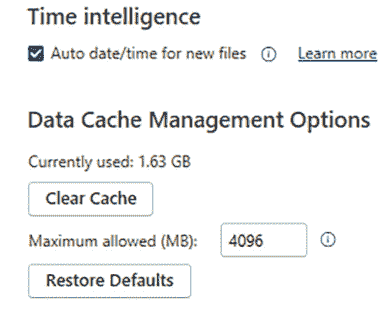 Time intelligence
Auto date/time for new files Learn more
Data Cache Management Options
Currently used: 1.63 GB
Clear Cache
Maximum allowed (MB): 4096
Restore Defaults